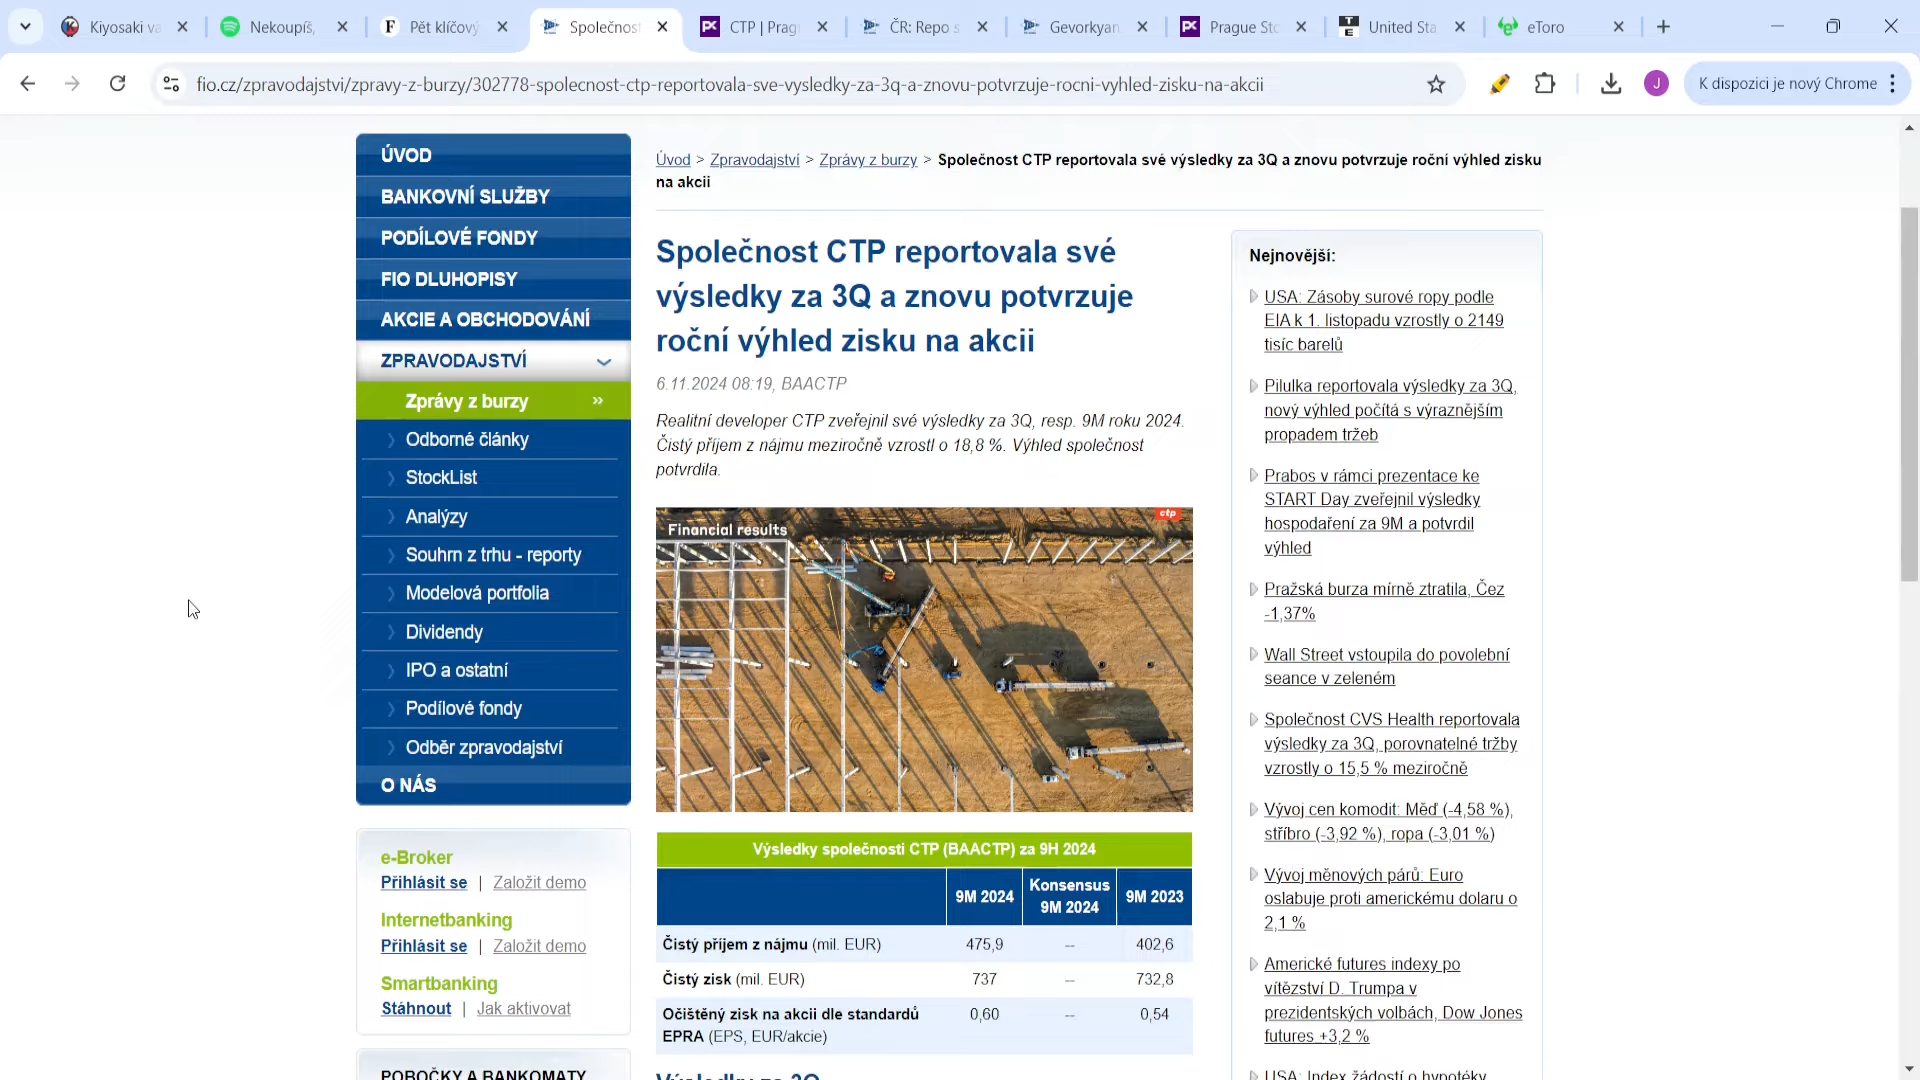 Kiyosaki va
Nekoupíš,
Pět klíčový
Společnost
CTP | Prag
ČR: Repo s
Gevorkyan
Prague Sto
United Sta
eToro
fio.cz/zpravodajstvi/zpravy-z-burzy/302778-spolecnost-ctp-reportovala-sve-vysledky-za-3q-a-znovu-potvrzuje-rocni-vyhled-zisku-na-akcii
J
K dispozici je nový Chrome
ÚVOD
BANKOVNÍ SLUŽBY
PODÍLOVÉ FONDY
FIO DLUHOPISY
AKCIE A OBCHODOVÁNÍ
ZPRAVODAJSTVÍ
Zprávy z burzy »
Odborné články
StockList
Analýzy
Souhrn z trhu - reporty
Modelová portfolia
Dividendy
IPO a ostatní
Podílové fondy
Odběr zpravodajství
O NÁS
e-Broker
Přihlásit se | Založit demo
Internetbanking
Přihlásit se | Založit demo
Smartbanking
Stáhnout | Jak aktivovat
POBOČKY A BANKOMATY
Úvod > Zpravodajství > Zprávy z burzy > Společnost CTP reportovala své výsledky za 3Q a znovu potvrzuje roční výhled zisku
na akcii
Společnost CTP reportovala své
výsledky za 3Q a znovu potvrzuje
roční výhled zisku na akcii
6.11.2024 08:19, BAACTP
Realitní developer CTP zveřejnil své výsledky za 3Q, resp. 9M roku 2024.
Čistý příjem z nájmu meziročně vzrostl o 18,8 %. Výhled společnost
potvrdila.
Financial results
ctp
Výsledky společnosti CTP (BAACTP) za 9H 2024
9M 2024
Konsensus
9M 2024
9M 2023
Čistý příjem z nájmu (mil. EUR) 475,9 -- 402,6
Čistý zisk (mil. EUR) 737 -- 732,8
Očištěný zisk na akcii dle standardů 0,60 -- 0,54
EPRA (EPS, EUR/akcie)
Výsledky za 3Q
Nejnovější:
USA: Zásoby surové ropy podle
EIA k 1. listopadu vzrostly o 2149
tisíc barelů
Pilulka reportovala výsledky za 3Q,
nový výhled počítá s výraznějším
propadem tržeb
Prabos v rámci prezentace ke
START Day zveřejnil výsledky
hospodaření za 9M a potvrdil
výhled
Pražská burza mírně ztratila, Čez
-1,37%
Wall Street vstoupila do povolební
seance v zeleném
Společnost CVS Health reportovala
výsledky za 3Q, porovnatelné tržby
vzrostly o 15,5 % meziročně
Vývoj cen komodit: Měď (-4,58 %),
stříbro (-3,92 %), ropa (-3,01 %)
Vývoj měnových párů: Euro
oslabuje proti americkému dolaru o
2,1 %
Americké futures indexy po
vítězství D. Trumpa v
prezidentských volbách, Dow Jones
futures +3,2 %
USA: Index žádostí o hypotéky